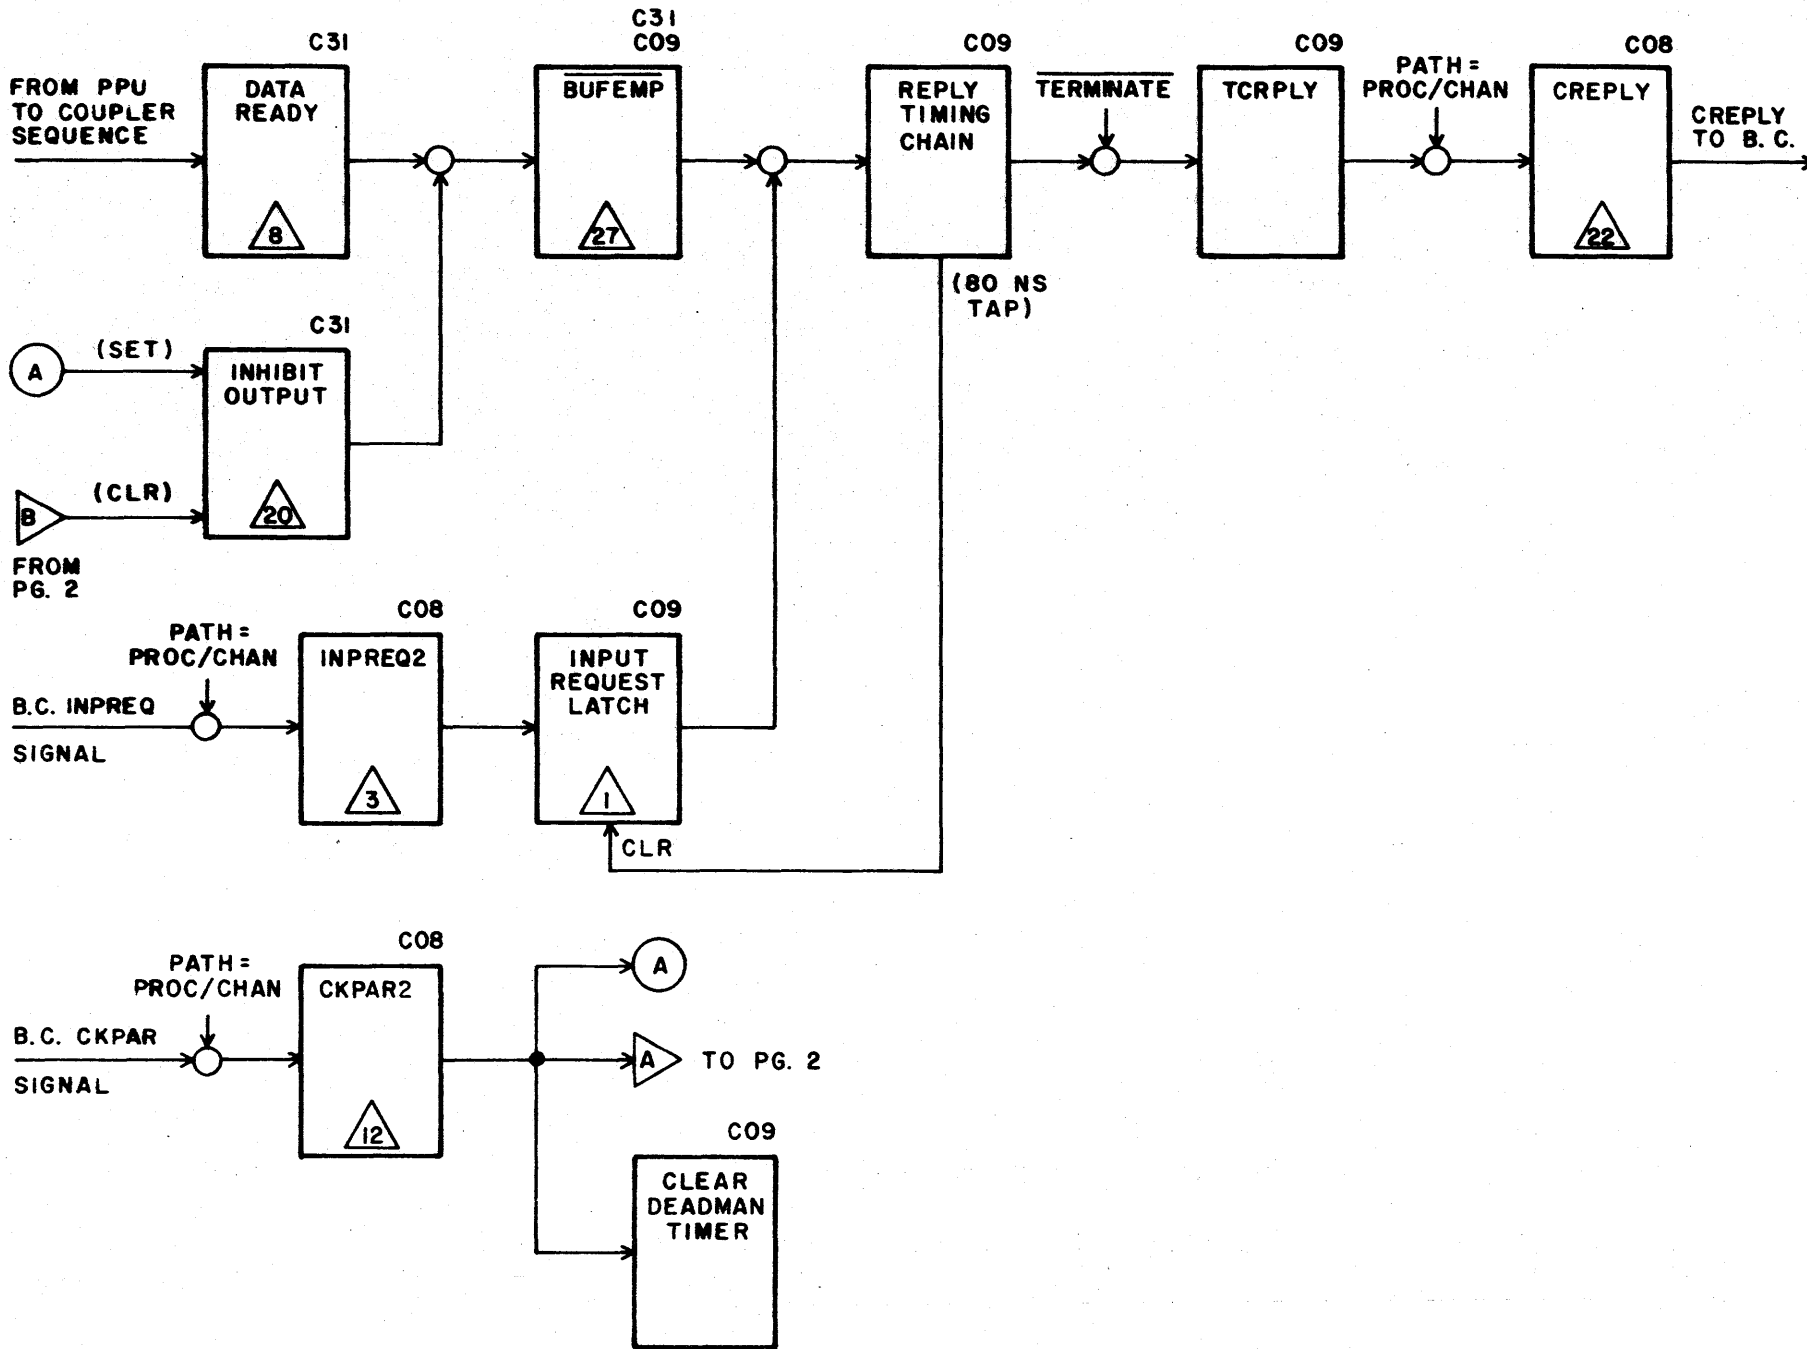 C31
C31
C09
C09
C09
C08
FROM PPU
TO COUPLER
SEQUENCE
DATA
READY
8
BUFEMP
27
REPLY
TIMING
CHAIN
TERMINATE
TCRPLY
PATH =
PROC/CHAN
CREPLY
22
CREPLY
TO B.C.
(80 NS
TAP)
C31
A
(SET)
INHIBIT
OUTPUT
20
B
(CLR)
FROM
PG. 2
C08
C09
PATH =
PROC/CHAN
B.C. INPREQ
SIGNAL
INPREQ2
3
INPUT
REQUEST
LATCH
1
CLR
C08
PATH =
PROC/CHAN
B.C. CKPAR
SIGNAL
CKPAR2
12
A
A
TO PG. 2
C09
CLEAR
DEADMAN
TIMER